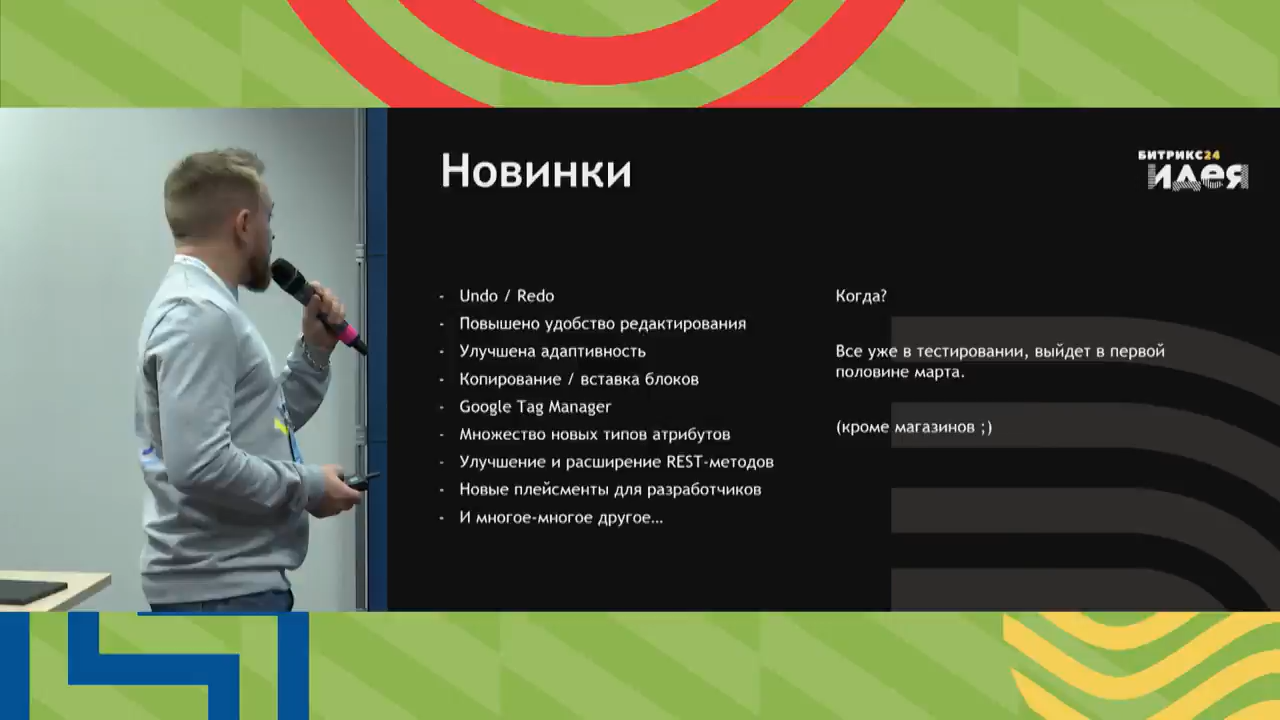 Новинки
БИТРИКС24
идея
- Undo / Redo
- Повышено удобство редактирования
- Улучшена адаптивность
- Копирование / вставка блоков
- Google Tag Manager
- Множество новых типов атрибутов
- Улучшение и расширение REST-методов
- Новые плейсменты для разработчиков
- И многое-многое другое...
Когда?
Все уже в тестировании, выйдет в первой
половине марта.
(кроме магазинов ;)